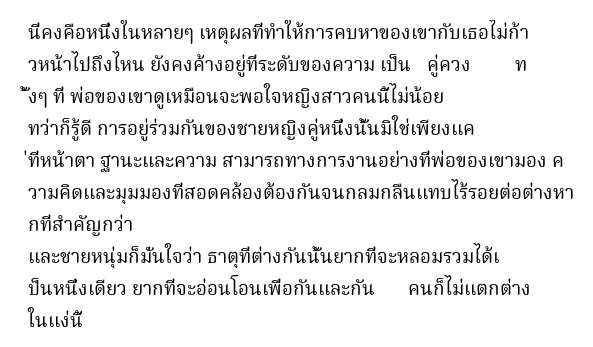 นี่คงคือหนึ่งในหลายๆ เหตุผลที่ทำให้การคบหาของเขากับเธอไม่ก้า
วหน้าไปถึงไหน ยังคงค้างอยู่ที่ระดับของความ เป็น คู่ควง ท
ั้งๆ ที่ พ่อของเขาดูเหมือนจะพอใจหญิงสาวคนนี้ไม่น้อย
ทว่าก็รู้ดี การอยู่ร่วมกันของชายหญิงคู่หนึ่งนั้นมิใช่เพียงแค
่ที่หน้าตา ฐานะและความ สามารถทางการงานอย่างที่พ่อของเขามอง ค
วามคิดและมุมมองที่สอดคล้องต้องกันจนกลมกลืนแทบไร้รอยต่อต่างหา
กที่สำคัญกว่า
และชายหนุ่มก็มั่นใจว่า ธาตุที่ต่างกันนั้นยากที่จะหลอมรวมได้เ
ป็นหนึ่งเดียว ยากที่จะอ่อนโอนเพื่อกันและกัน คนก็ไม่แตกต่าง
ในแง่นี้